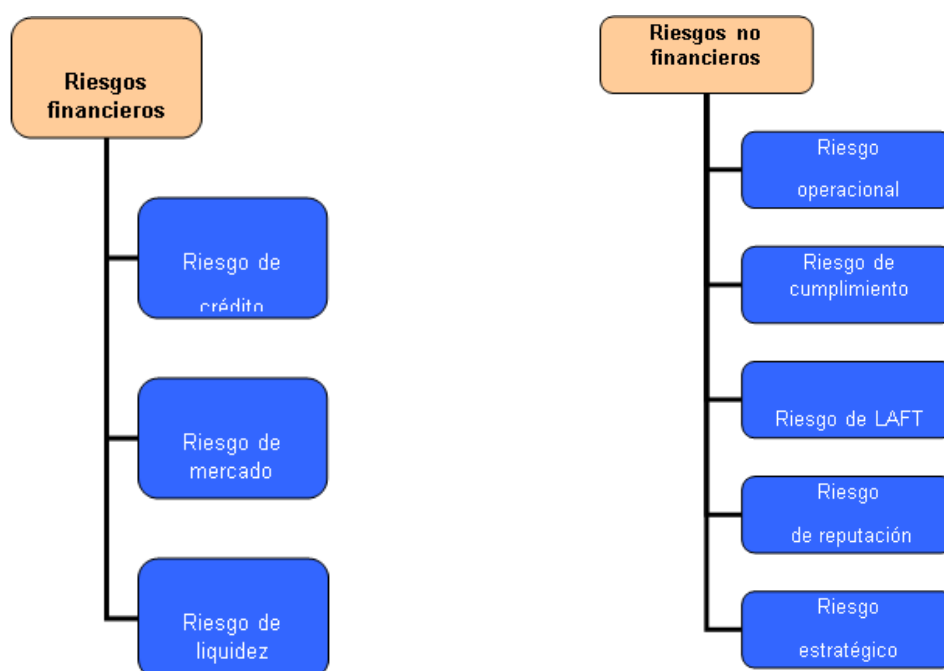 Riesgos
financieros
Riesgo de
crédito
Riesgo de
mercado
Riesgo de
liquidez
Riesgos no
financieros
Riesgo
operacional
Riesgo de
cumplimiento
Riesgo de LAFT
Riesgo
de reputación
Riesgo
estratégico